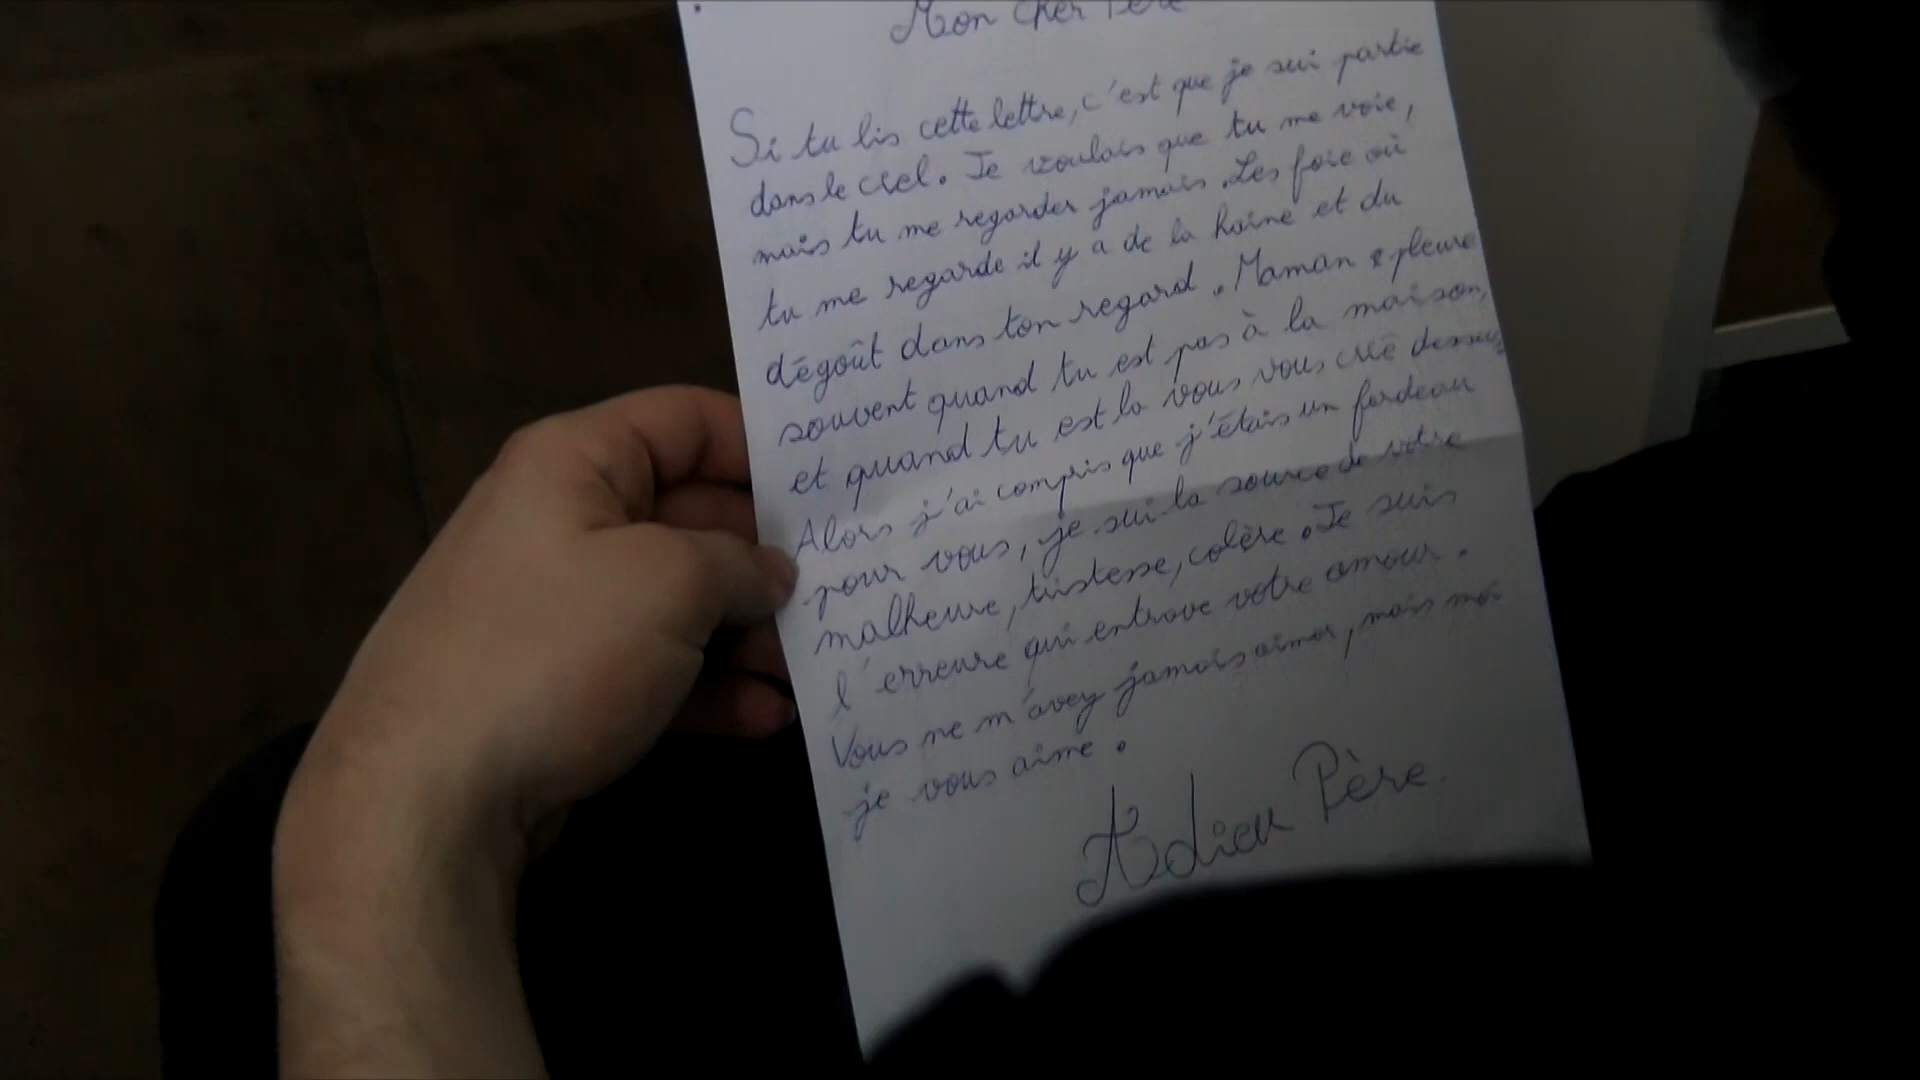 Mon cher Père
Si tu lis cette lettre, c'est que je sui partie
dans le ciel. Je voulais que tu me voie,
mais tu me regarder jamais. Les foie où
tu me regarde il y a de la haine et du
dégoût dans ton regard. Maman pleure
souvent quand tu est pas à la maison,
et quand tu est la vous vous crié dessus.
Alors j'ai compris que j'étais un fardeau
pour vous, je sui la source de votre
malheure, tristesse, colère. Je suis
l'erreure qui entrave votre amour.
Vous ne m'avez jamais aimer, mais moi
je vous aime.
Adieu Père.